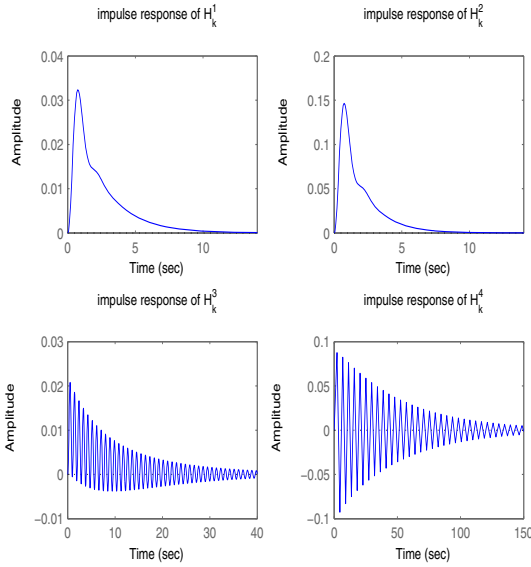 impulse response of H_k^1
Amplitude
0.04
0.03
0.02
0.01
0
0
5
10
Time (sec)
impulse response of H_k^2
Amplitude
0.2
0.15
0.1
0.05
0
0
5
10
Time (sec)
impulse response of H_k^3
Amplitude
0.03
0.02
0.01
0
−0.01
0
10
20
30
40
Time (sec)
impulse response of H_k^4
Amplitude
0.1
0.05
0
−0.05
−0.1
0
50
100
150
Time (sec)